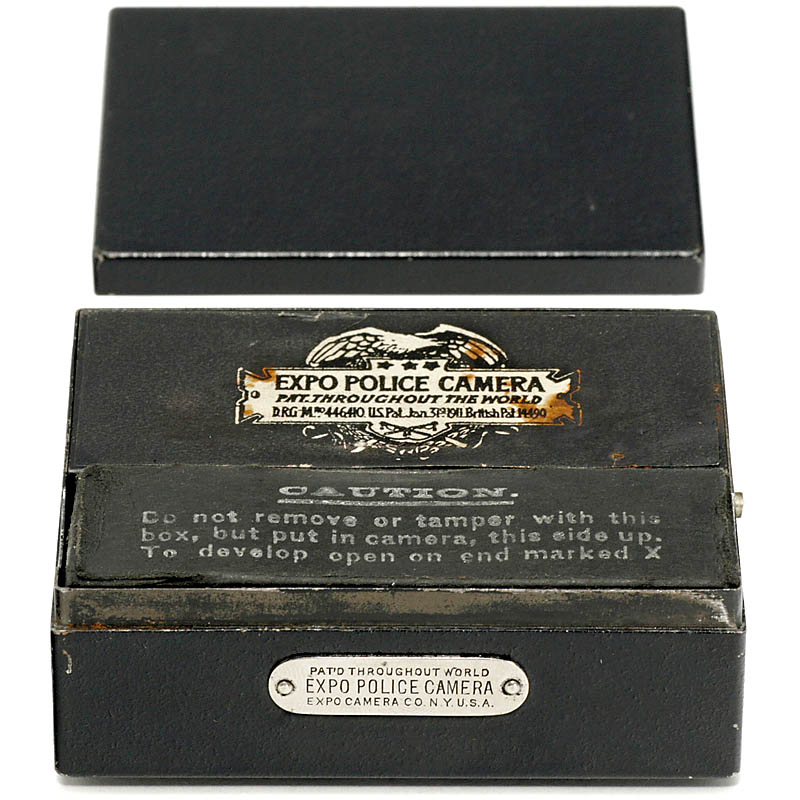 EXPO POLICE CAMERA
PAT. THROUGHOUT THE WORLD
D.R.G.M. No 446410. U.S. Pat. Jan. 31st 1911. British Pat. 14490
CAUTION.
Do not remove or tamper with this
box, but put in camera, this side up.
To develop open on end marked X
PAT'D THROUGHOUT WORLD
EXPO POLICE CAMERA
EXPO CAMERA CO. N.Y. U.S.A.